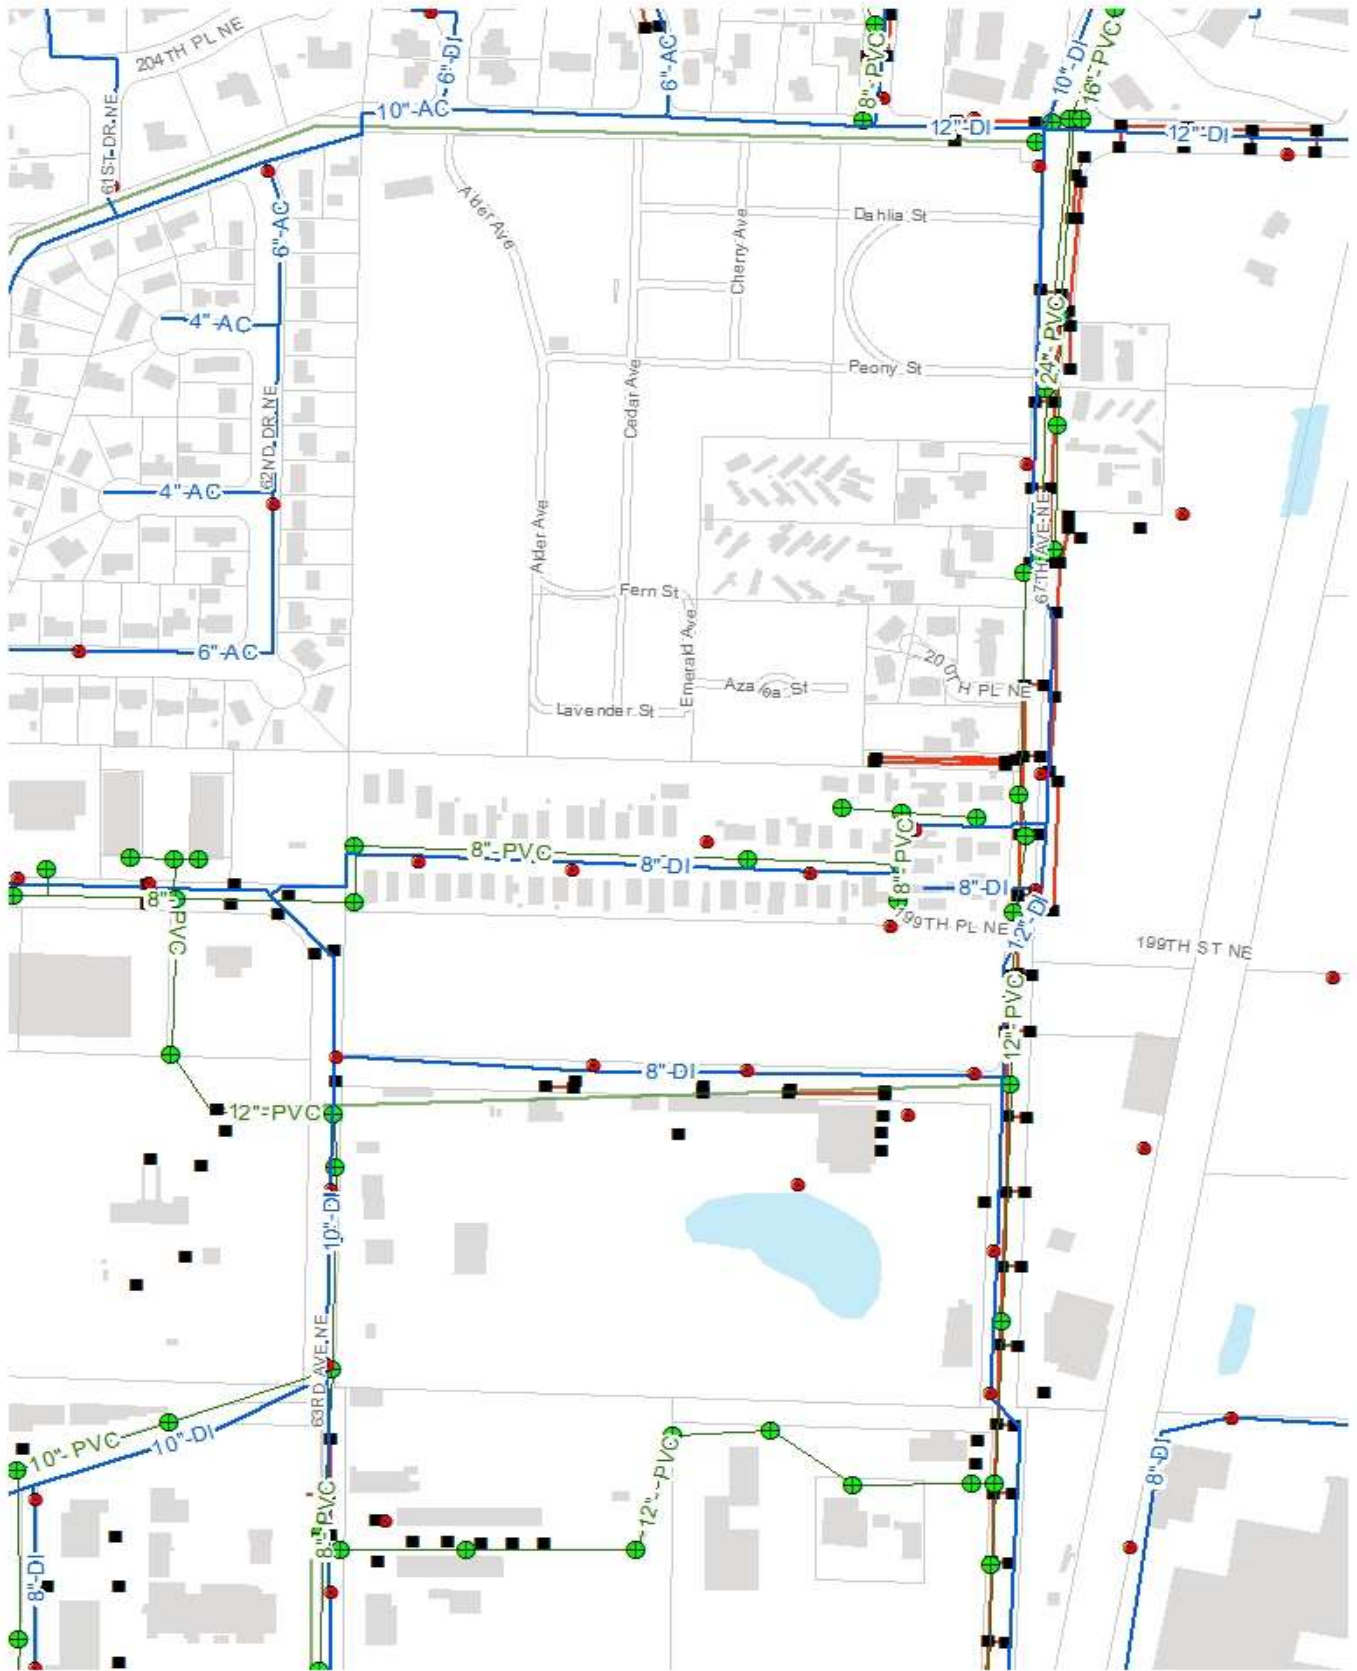 204TH PL NE
6"-DI
6"-AC
8"-PVC
10"-DI
16"-PVC
61ST DR NE
10"-AC
12"-DI
12"-DI
6"-AC
Alder Ave
Dahlia St
Cherry Ave
4"-AC
24"-PVC
Peony St
Cedar Ave
62ND DR NE
4"-AC
Alder Ave
67TH AVE NE
Fern St
Emerald Ave
6"-AC
200TH PL NE
Azalea St
Lavender St
8"-PVC
8"-DI
8"-PVC
8"-DI
8"-PVC
199TH PL NE
12"-DI
199TH ST NE
12"-PVC
8"-DI
12"-PVC
10"-DI
63RD AVE NE
10"-PVC
10"-DI
12"-PVC
8"-DI
8"-PVC
8"-DI